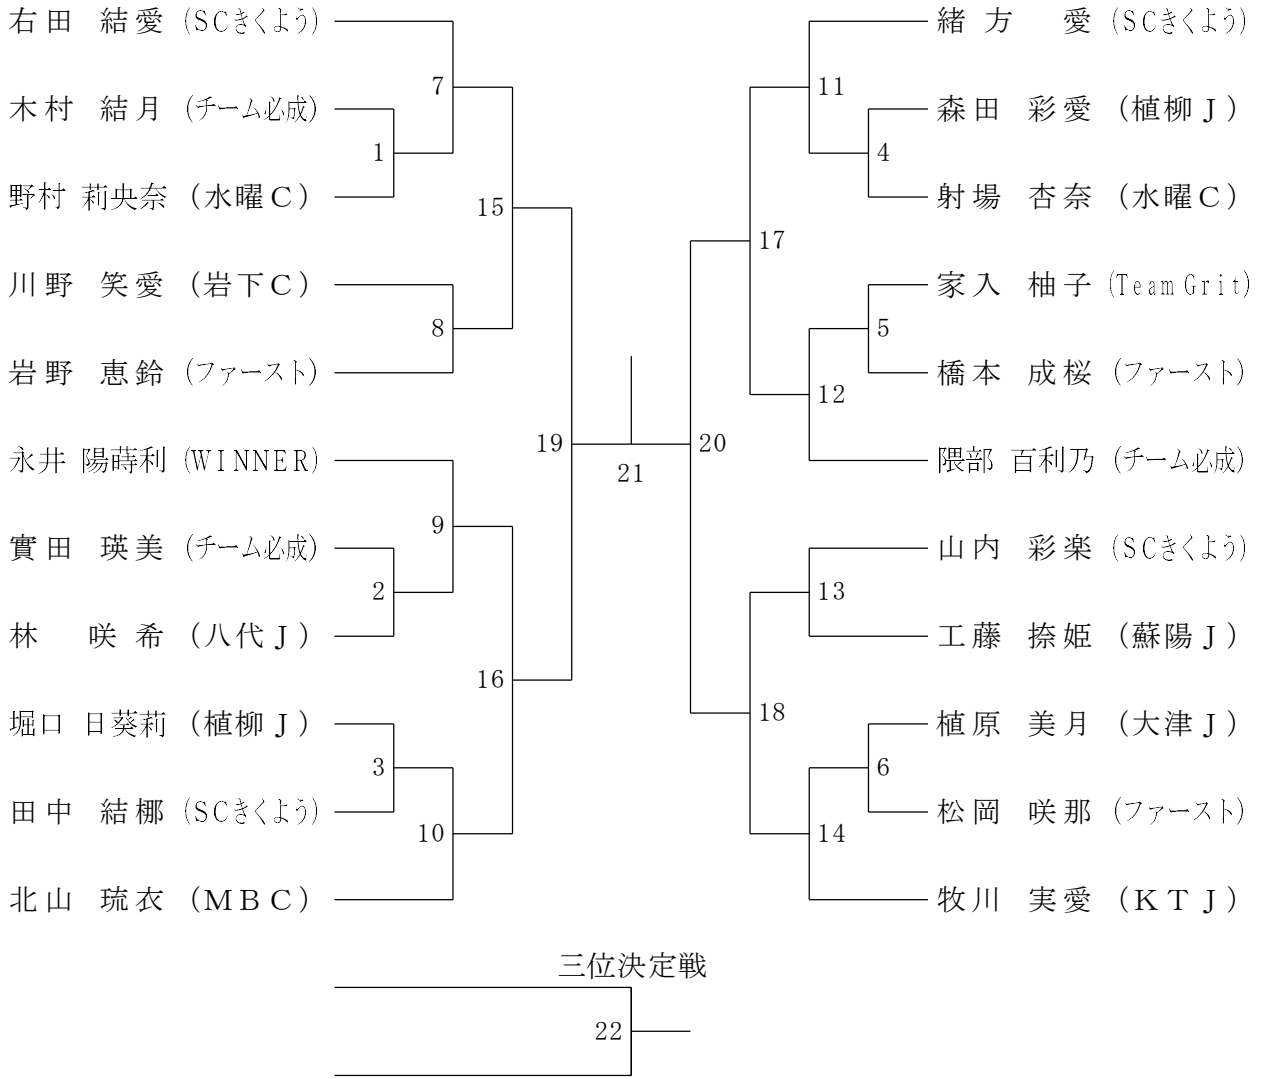 右田 結愛 (SCきくよう)
木村 結月 (チーム必成)
野村 莉央奈 (水曜C)
川野 笑愛 (岩下C)
岩野 恵鈴 (ファースト)
永井 陽蒔利 (WINNER)
實田 瑛美 (チーム必成)
林 咲希 (八代J)
堀口 日葵莉 (植柳J)
田中 結梛 (SCきくよう)
北山 琉衣 (MBC)
7
1
15
8
19
9
2
16
3
10
21
11
4
17
5
12
20
13
18
6
14
緒方 愛 (SCきくよう)
森田 彩愛 (植柳J)
射場 杏奈 (水曜C)
家入 柚子 (Team Grit)
橋本 成桜 (ファースト)
隈部 百利乃 (チーム必成)
山内 彩楽 (SCきくよう)
工藤 捺姫 (蘇陽J)
植原 美月 (大津J)
松岡 咲那 (ファースト)
牧川 実愛 (KTJ)
三位決定戦
22